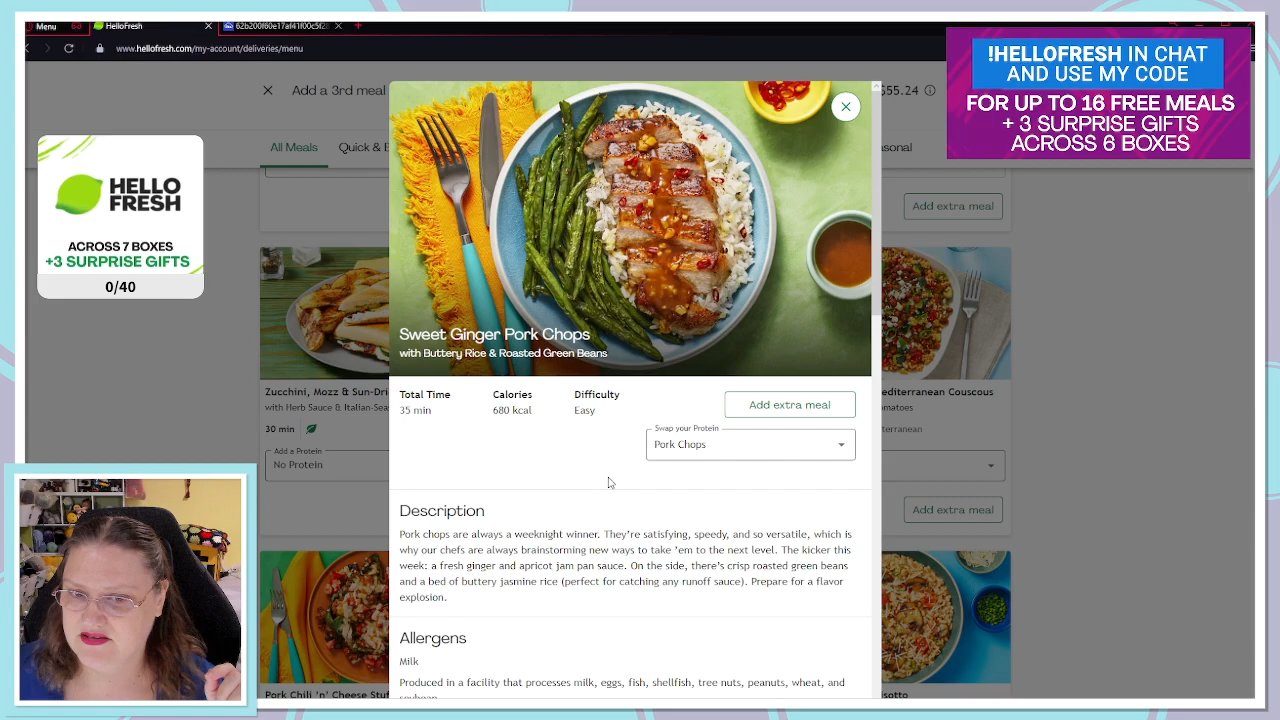 Menu
HelloFresh
62b200f60e17af41f00c5f28
www.hellofresh.com/my-account/deliveries/menu
!HELLOFRESH IN CHAT
AND USE MY CODE
FOR UP TO 16 FREE MEALS
+ 3 SURPRISE GIFTS
ACROSS 6 BOXES
Add a 3rd meal
$55.24
All Meals
Quick & E
HELLO
FRESH
ACROSS 7 BOXES
+3 SURPRISE GIFTS
0/40
Add extra meal
Sweet Ginger Pork Chops
with Buttery Rice & Roasted Green Beans
Total Time
35 min
Calories
680 kcal
Difficulty
Easy
Add extra meal
Swap your Protein
Pork Chops
Zucchini, Mozz & Sun-Dri
with Herb Sauce & Italian-Seas
30 min
Add a Protein
No Protein
editerranean Couscous
omatoes
terranean
Add extra meal
Description
Pork chops are always a weeknight winner. They're satisfying, speedy, and so versatile, which is
why our chefs are always brainstorming new ways to take 'em to the next level. The kicker this
week: a fresh ginger and apricot jam pan sauce. On the side, there's crisp roasted green beans
and a bed of buttery jasmine rice (perfect for catching any runoff sauce). Prepare for a flavor
explosion.
Allergens
Milk
Produced in a facility that processes milk, eggs, fish, shellfish, tree nuts, peanuts, wheat, and
soybean.
Pork Chili 'n' Cheese Stuf
isotto